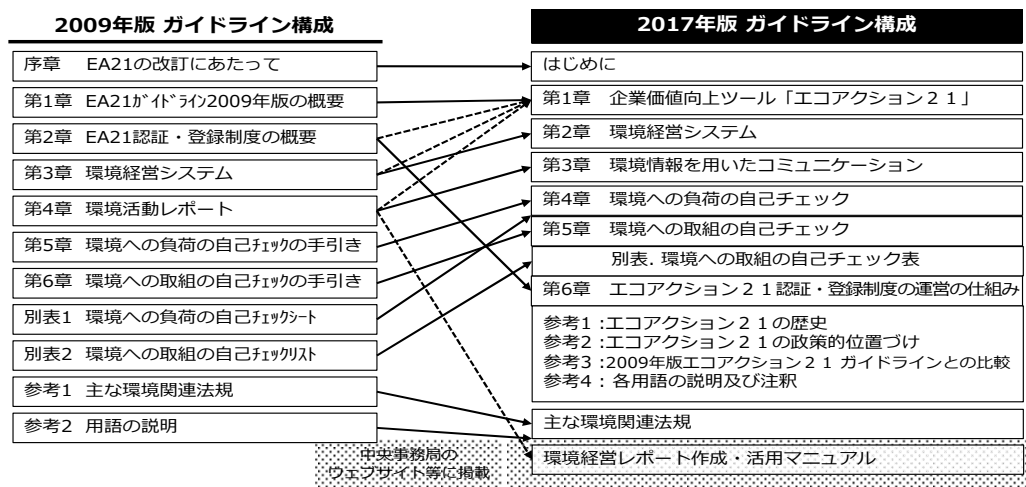 2009年版 ガイドライン構成
序章 EA21の改訂にあたって
第1章 EA21ｶﾞｲﾄﾞﾗｲﾝ2009年版の概要
第2章 EA21認証・登録制度の概要
第3章 環境経営システム
第4章 環境活動レポート
第5章 環境への負荷の自己ﾁｪｯｸの手引き
第6章 環境への取組の自己ﾁｪｯｸの手引き
別表1 環境への負荷の自己ﾁｪｯｸｼｰﾄ
別表2 環境への取組の自己ﾁｪｯｸﾘｽﾄ
参考1 主な環境関連法規
参考2 用語の説明
中央事務局の
ウェブサイト等に掲載
2017年版 ガイドライン構成
はじめに
第1章 企業価値向上ツール「エコアクション２１」
第2章 環境経営システム
第3章 環境情報を用いたコミュニケーション
第4章 環境への負荷の自己チェック
第5章 環境への取組の自己チェック
別表. 環境への取組の自己チェック表
第6章 エコアクション２１認証・登録制度の運営の仕組み
参考1：エコアクション２１の歴史
参考2：エコアクション２１の政策的位置づけ
参考3：2009年版エコアクション２１ ガイドラインとの比較
参考4：各用語の説明及び注釈
主な環境関連法規
環境経営レポート作成・活用マニュアル